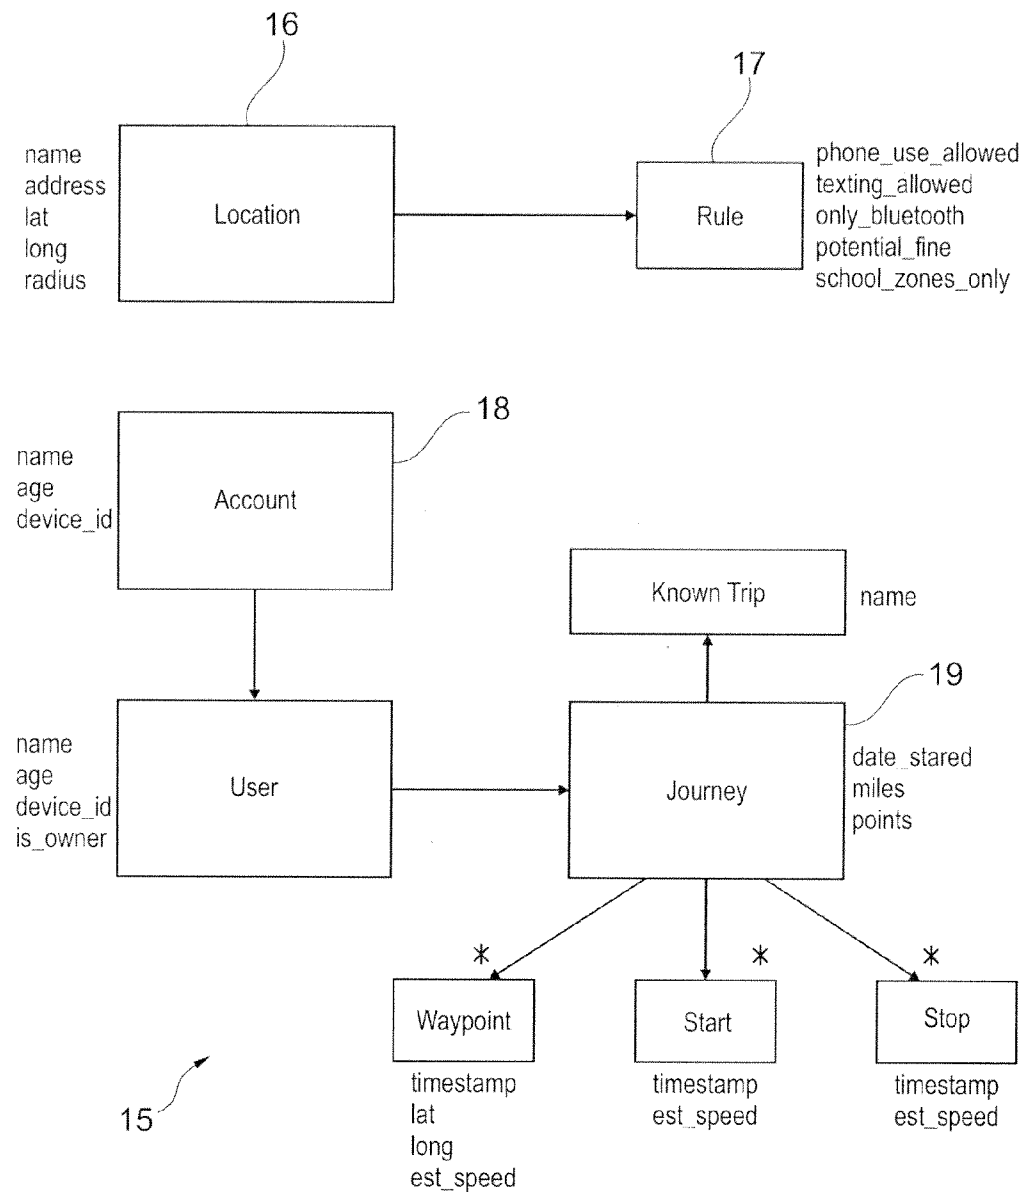 16
17
name
address
lat
long
radius
Location
Rule
phone_use_allowed
texting_allowed
only_bluetooth
potential_fine
school_zones_only
18
name
age
device_id
Account
Known Trip
name
19
name
age
device_id
is_owner
User
Journey
date_stared
miles
points
*
*
*
Waypoint
Start
Stop
timestamp
lat
long
est_speed
timestamp
est_speed
timestamp
est_speed
15